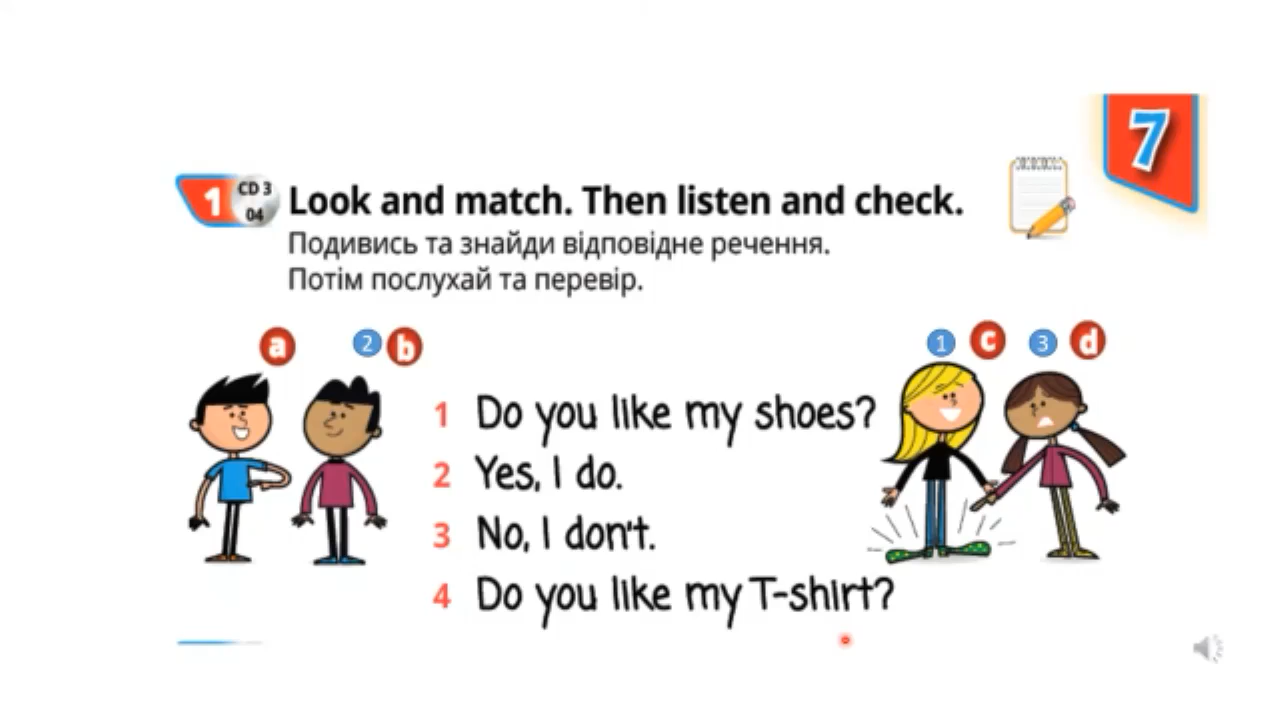 7
1 CD 3 04 Look and match. Then listen and check.
Подивись та знайди відповідне речення.
Потім послухай та перевір.
a 2 b 1 c 3 d
1 Do you like my shoes?
2 Yes, I do.
3 No, I don't.
4 Do you like my T-shirt?